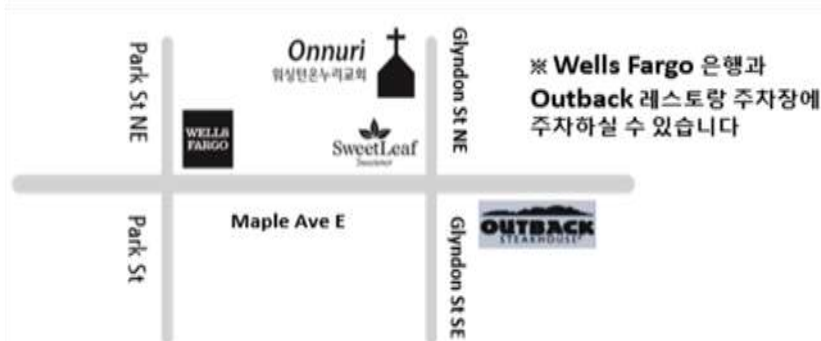 Park St NE
Onnuri
워싱턴온누리교회
Glyndon St NE
※ Wells Fargo 은행과
Outback 레스토랑 주차장에
주차하실 수 있습니다
WELLS
FARGO
SweetLeaf
Sweetener
Maple Ave E
OUTBACK
STEAKHOUSE
Park St
Glyndon St SE